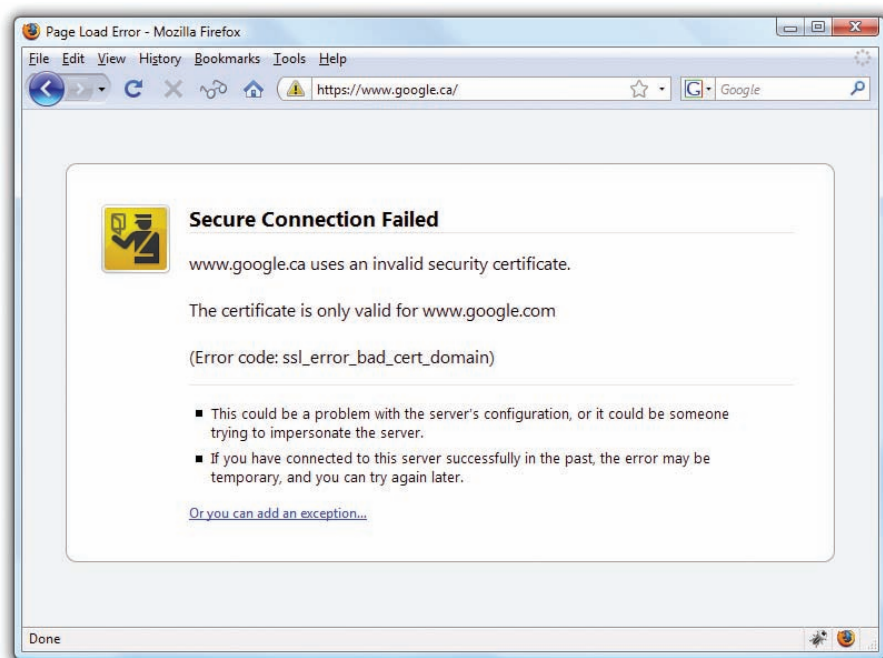 Page Load Error - Mozilla Firefox
File Edit View History Bookmarks Tools Help
https://www.google.ca/ G Google
Secure Connection Failed
www.google.ca uses an invalid security certificate.
The certificate is only valid for www.google.com
(Error code: ssl_error_bad_cert_domain)
This could be a problem with the server's configuration, or it could be someone
trying to impersonate the server.
If you have connected to this server successfully in the past, the error may be
temporary, and you can try again later.
Or you can add an exception...
Done